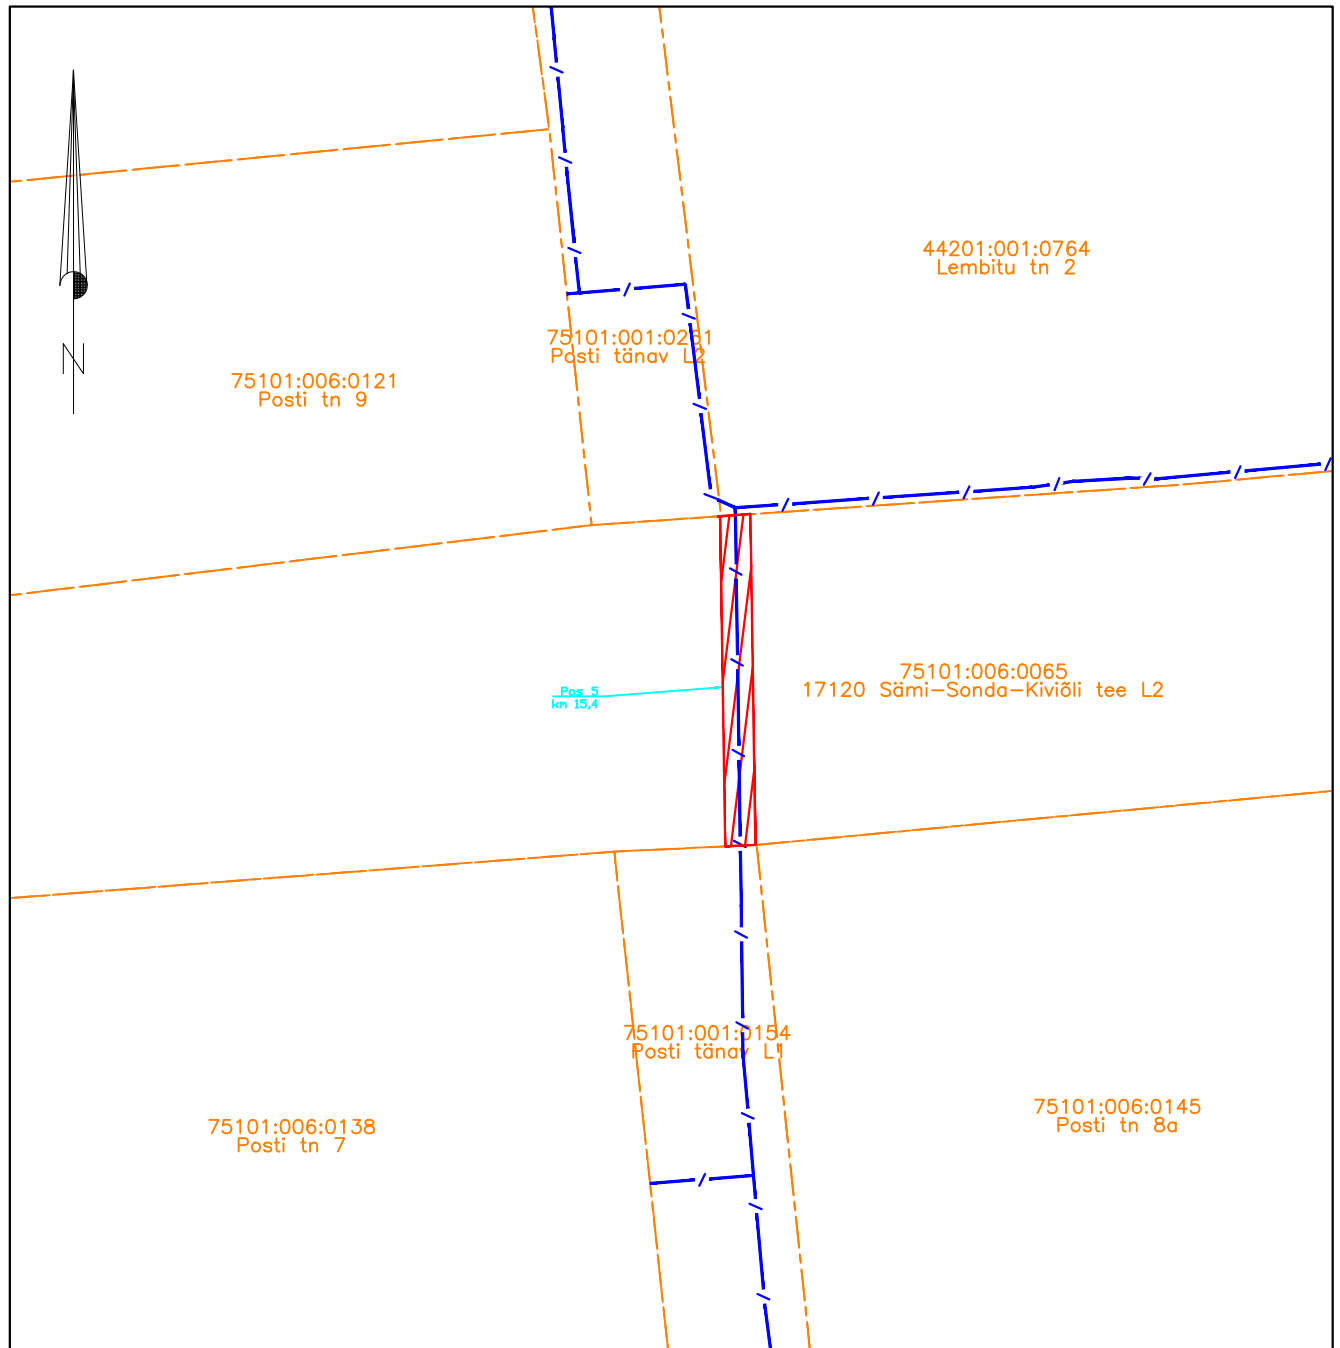 44201:001:0764
Lembitu tn 2
75101:001:0231
Posti tänav L2
N
75101:006:0121
Posti tn 9
75101:006:0065
17120 Sämi-Sonda-Kiviõli tee L2
Pos 5
km 15,4
75101:001:0154
Posti tänav L1
75101:006:0138
Posti tn 7
75101:006:0145
Posti tn 8a